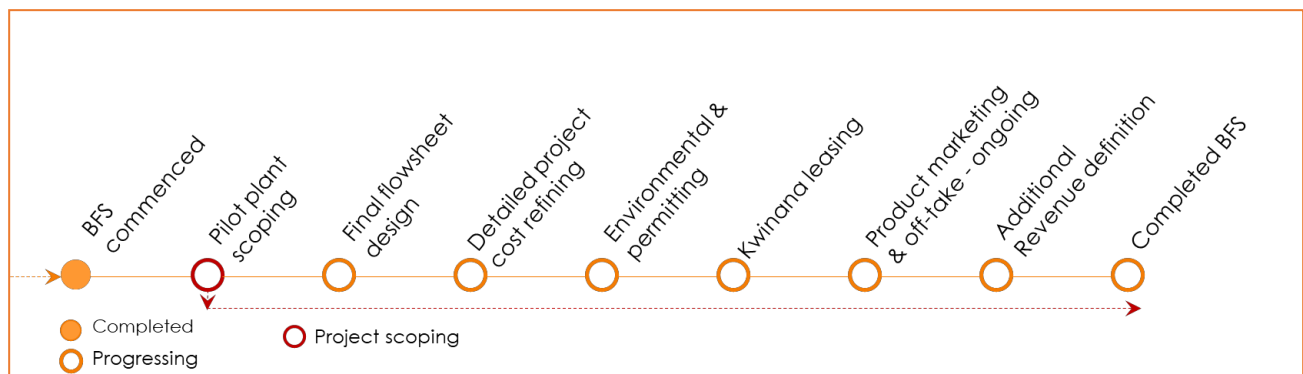 BFS
commenced
Pilot plant
scoping
Final flowsheet
design
Detailed project
cost refining
Environmental &
permitting
Kwinana leasing
Product marketing
& off-take - ongoing
Additional
Revenue definition
Completed BFS
Completed
Progressing
Project scoping